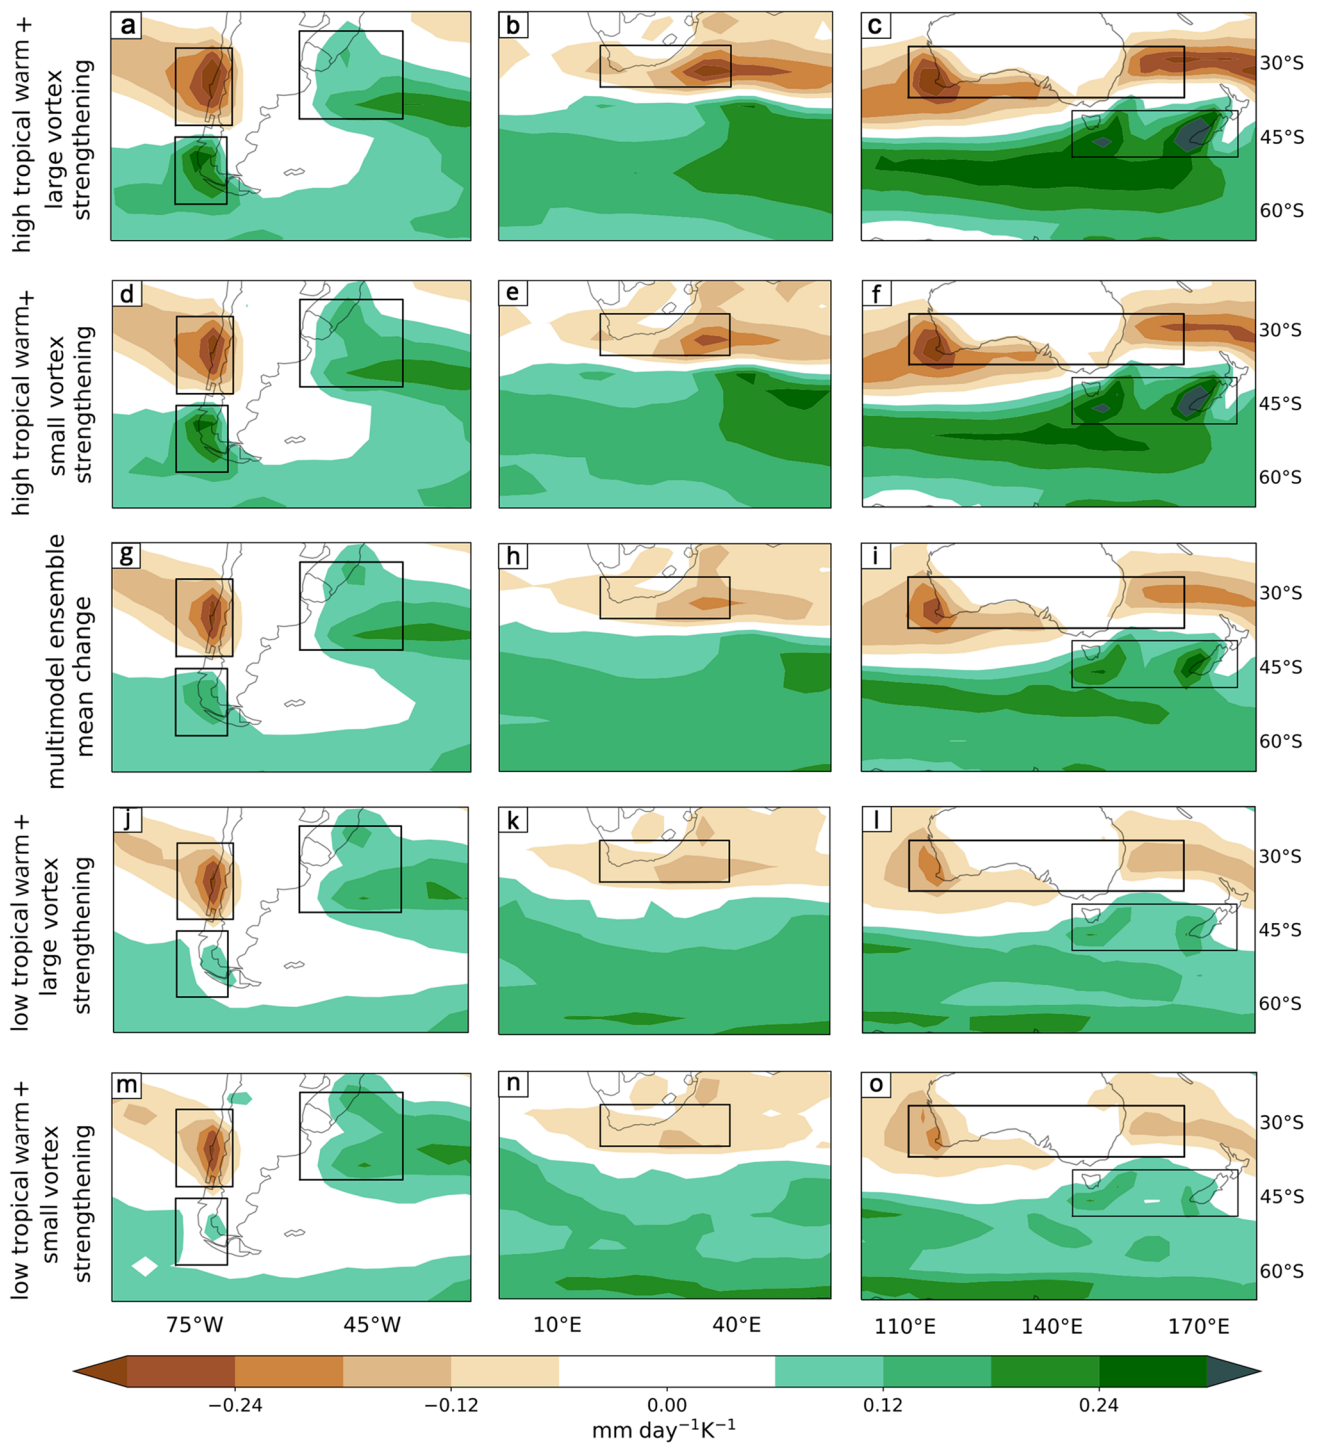 a
b
c
high tropical warm +
large vortex
strengthening
30°S
45°S
60°S
d
e
f
high tropical warm+
small vortex
strengthening
30°S
45°S
60°S
g
h
i
multimodel ensemble
mean change
30°S
45°S
60°S
j
k
l
low tropical warm +
large vortex
strengthening
30°S
45°S
60°S
m
n
o
low tropical warm +
small vortex
strengthening
30°S
45°S
60°S
75°W 45°W 10°E 40°E 110°E 140°E 170°E
−0.24 −0.12 0.00 0.12 0.24
mm day⁻¹K⁻¹